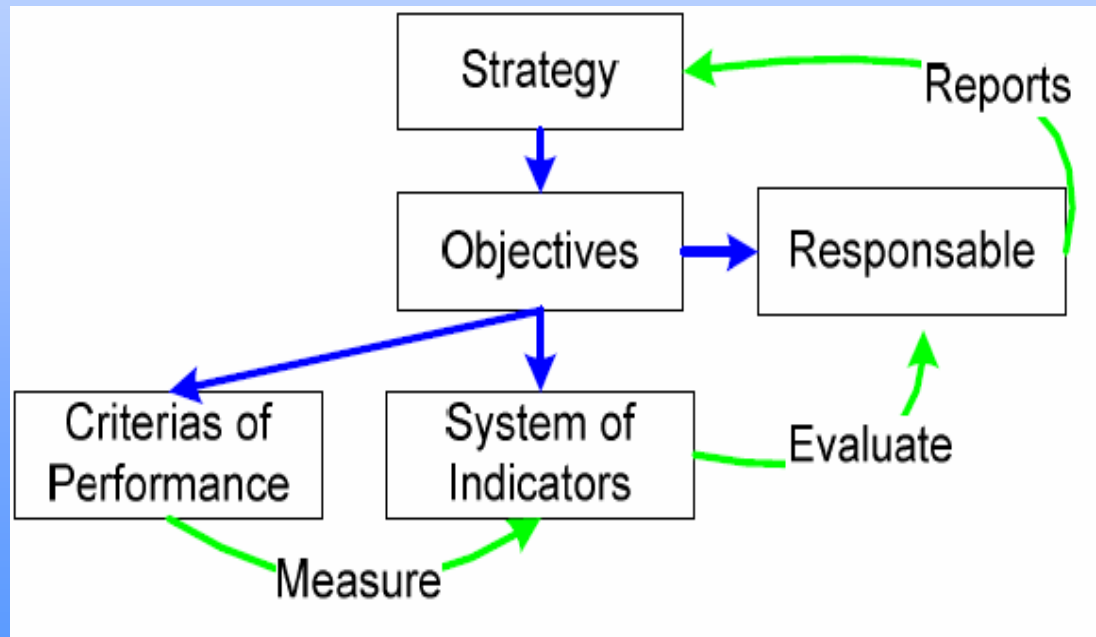 Strategy
Reports
Objectives
Responsable
Criterias of
Performance
System of
Indicators
Evaluate
Measure